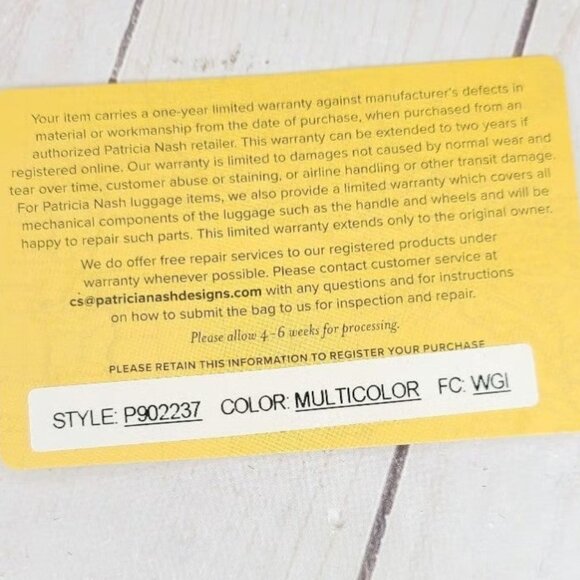 Your item carries a one-year limited warranty against manufacturer's defects in
material or workmanship from the date of purchase, when purchased from an
authorized Patricia Nash retailer. This warranty can be extended to two years if
registered online. Our warranty is limited to damages not caused by normal wear and
tear over time, customer abuse or staining, or airline handling or other transit damage.
For Patricia Nash luggage items, we also provide a limited warranty which covers all
mechanical components of the luggage such as the handle and wheels and will be
happy to repair such parts. This limited warranty extends only to the original owner.
We do offer free repair services to our registered products under
warranty whenever possible. Please contact customer service at
cs@patricianashdesigns.com with any questions and for instructions
on how to submit the bag to us for inspection and repair.
Please allow 4-6 weeks for processing.
PLEASE RETAIN THIS INFORMATION TO REGISTER YOUR PURCHASE
STYLE: P902237 COLOR: MULTICOLOR FC: WGI